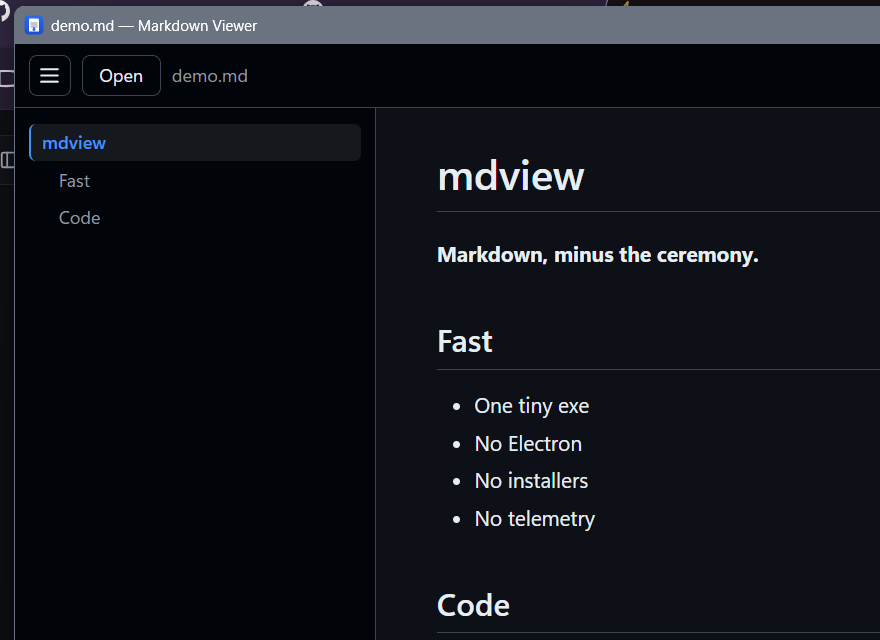 demo.md — Markdown Viewer
Open
demo.md
mdview
Fast
Code
mdview
Markdown, minus the ceremony.
Fast
One tiny exe
No Electron
No installers
No telemetry
Code